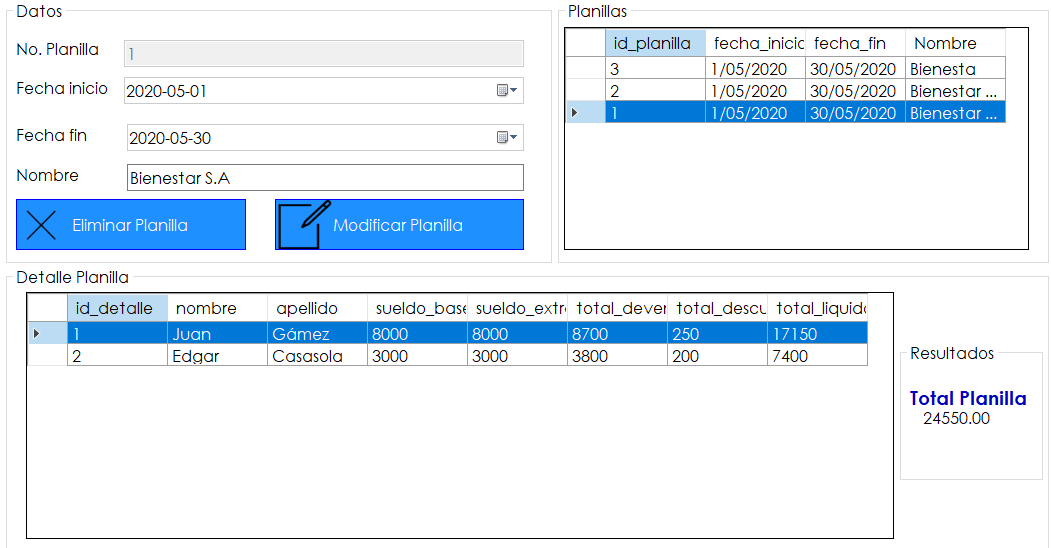 Datos
No. Planilla 1
Fecha inicio 2020-05-01
Fecha fin 2020-05-30
Nombre Bienestar S.A
Eliminar Planilla Modificar Planilla
Planillas
id_planilla fecha_inicio fecha_fin Nombre
3 1/05/2020 30/05/2020 Bienesta
2 1/05/2020 30/05/2020 Bienestar ...
1 1/05/2020 30/05/2020 Bienestar ...
Detalle Planilla
id_detalle nombre apellido sueldo_base sueldo_extr total_deven total_descu total_liquido
1 Juan Gámez 8000 8000 8700 250 17150
2 Edgar Casasola 3000 3000 3800 200 7400
Resultados
Total Planilla
24550.00